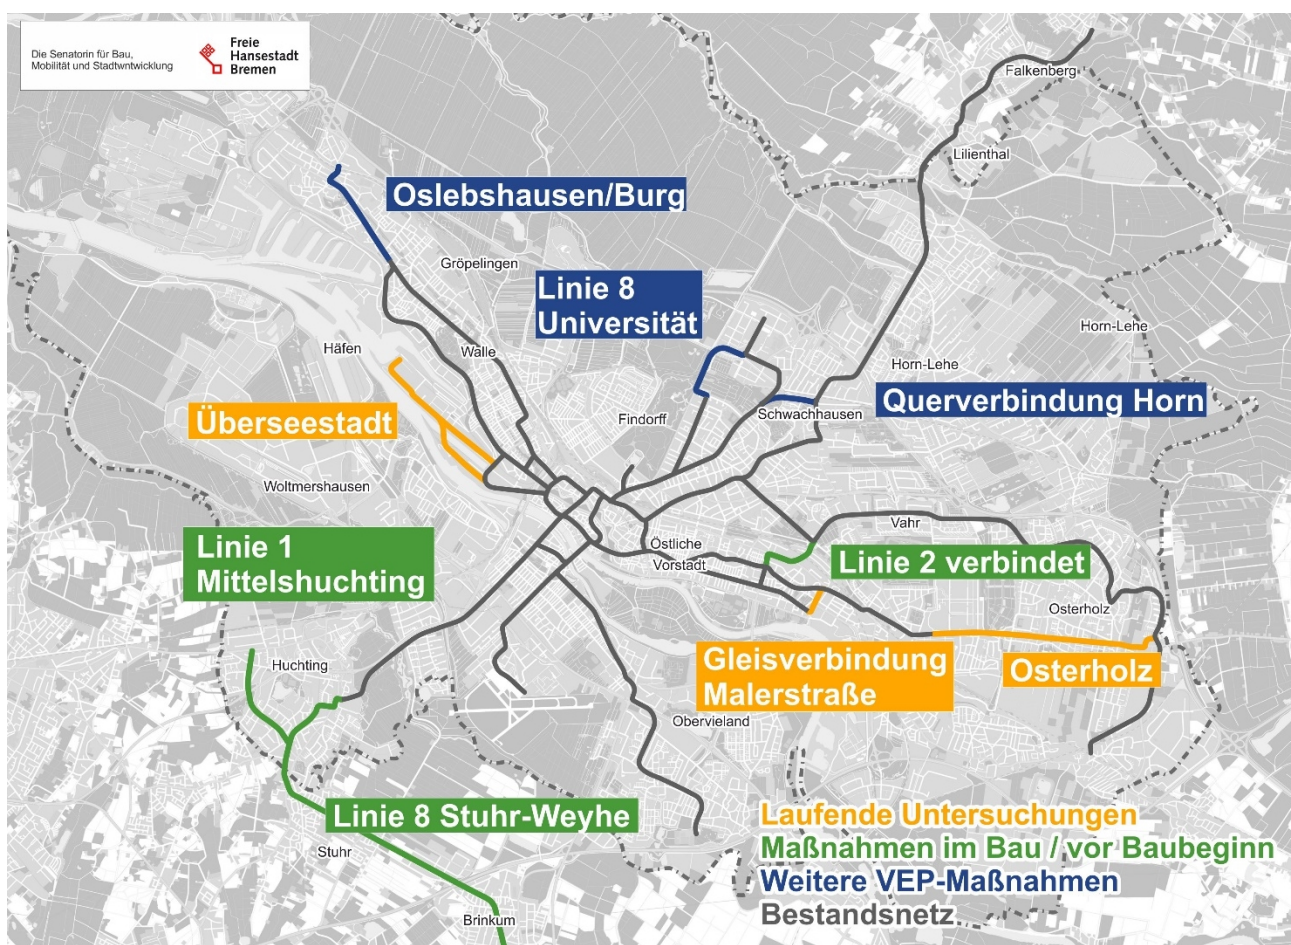 Die Senatorin für Bau,
Mobilität und Stadtwntwicklung
Freie
Hansestadt
Bremen
Falkenberg
Lilienthal
Oslebshausen/Burg
Gröpelingen
Linie 8
Universität
Horn-Lehe
Häfen
Walle
Horn-Lehe
Querverbindung Horn
Schwachhausen
Findorff
Überseestadt
Woltmershausen
Vahr
Linie 1
Mittelshuchting
Östliche
Vorstadt
Linie 2 verbindet
Osterholz
Gleisverbindung
Malerstraße
Osterholz
Huchting
Obervieland
Linie 8 Stuhr-Weyhe
Stuhr
Brinkum
Laufende Untersuchungen
Maßnahmen im Bau / vor Baubeginn
Weitere VEP-Maßnahmen
Bestandsnetz